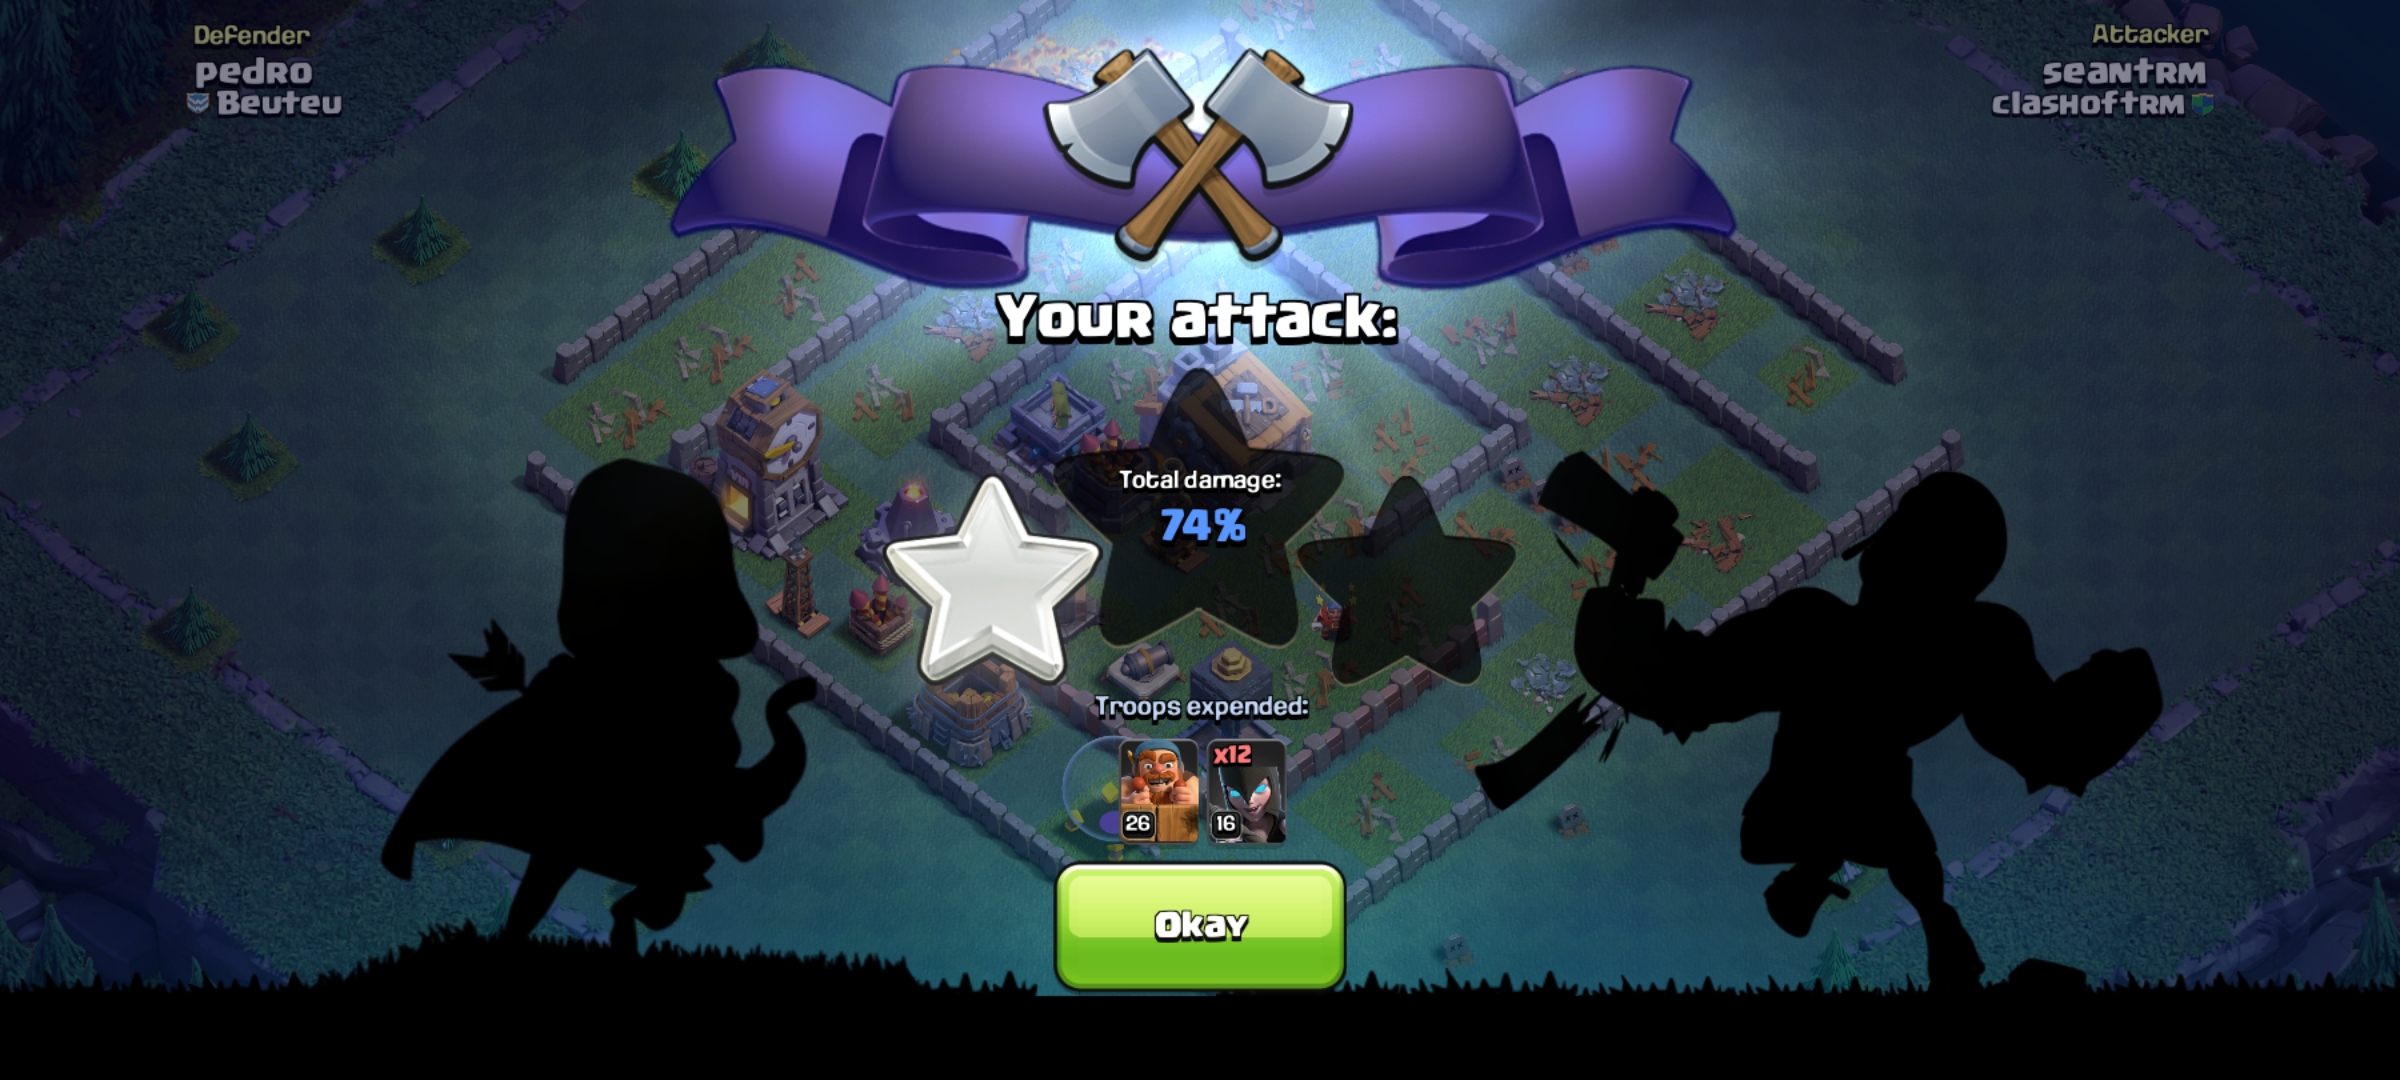 Defender
pedro
Beuteu
Attacker
seantRM
clashoftRM
Your attack:
Total damage:
74%
Troops expended:
x12
26
16
Okay